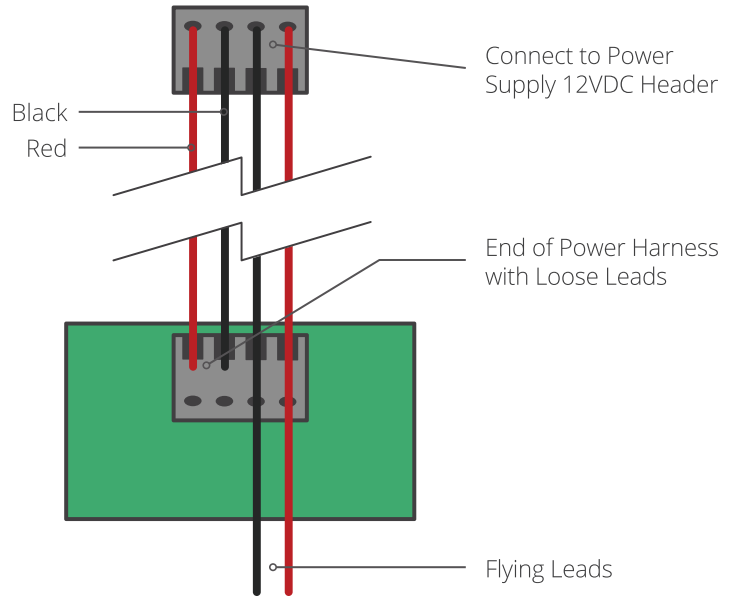 Connect to Power
Supply 12VDC Header
Black
Red
End of Power Harness
with Loose Leads
Flying Leads